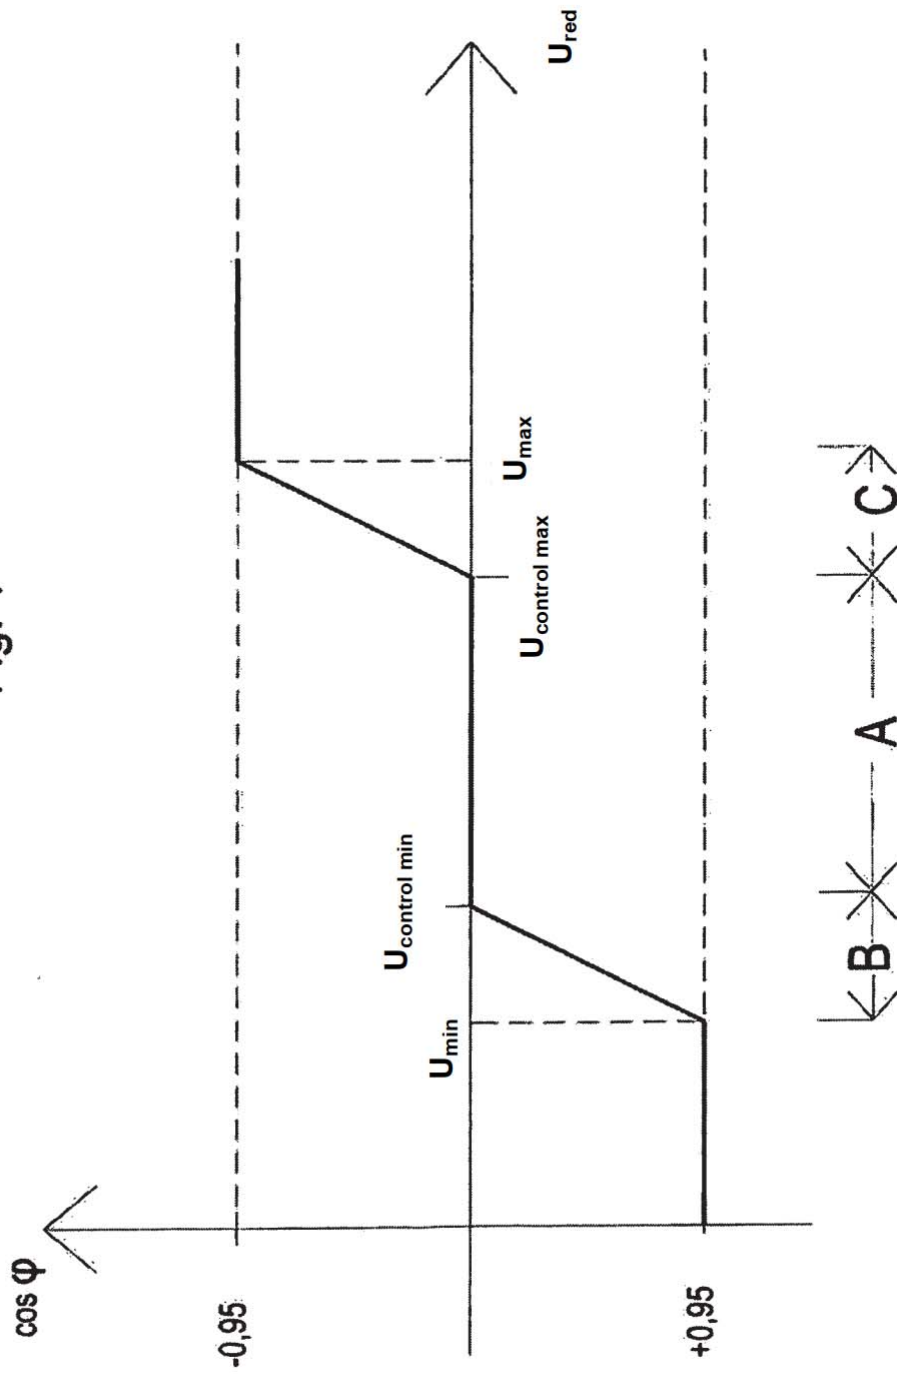 cos φ
-0,95
+0,95
U_min
U_control min
U_control max
U_max
U_red
B
A
C